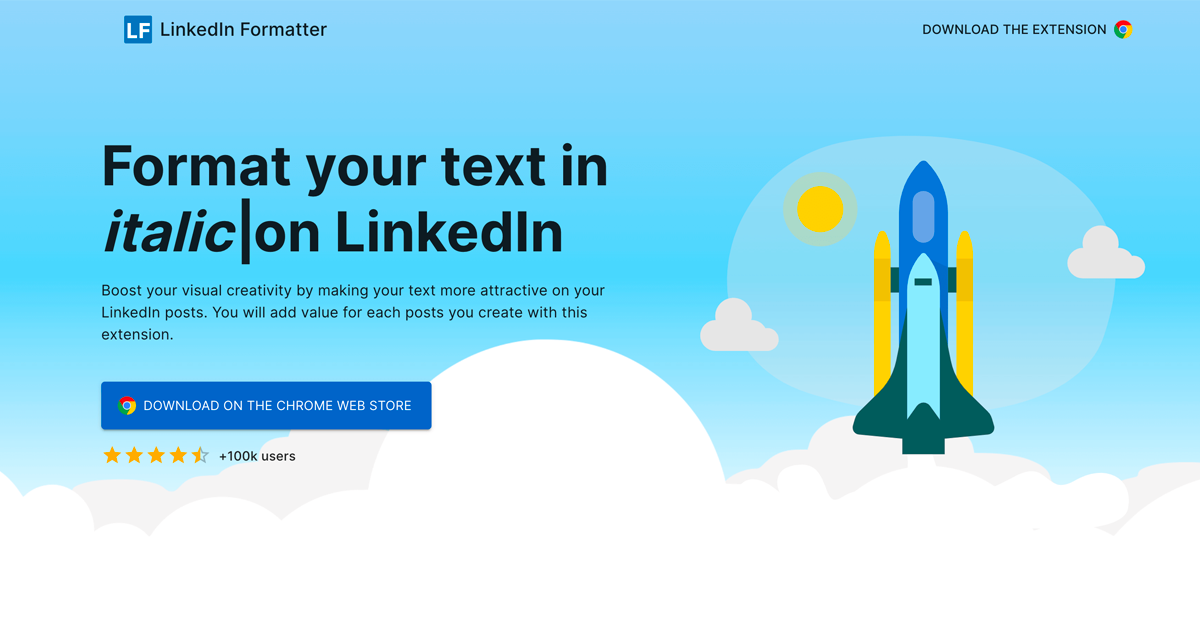 LF LinkedIn Formatter
DOWNLOAD THE EXTENSION
Format your text in
italic|on LinkedIn
Boost your visual creativity by making your text more attractive on your
LinkedIn posts. You will add value for each posts you create with this
extension.
DOWNLOAD ON THE CHROME WEB STORE
+100k users